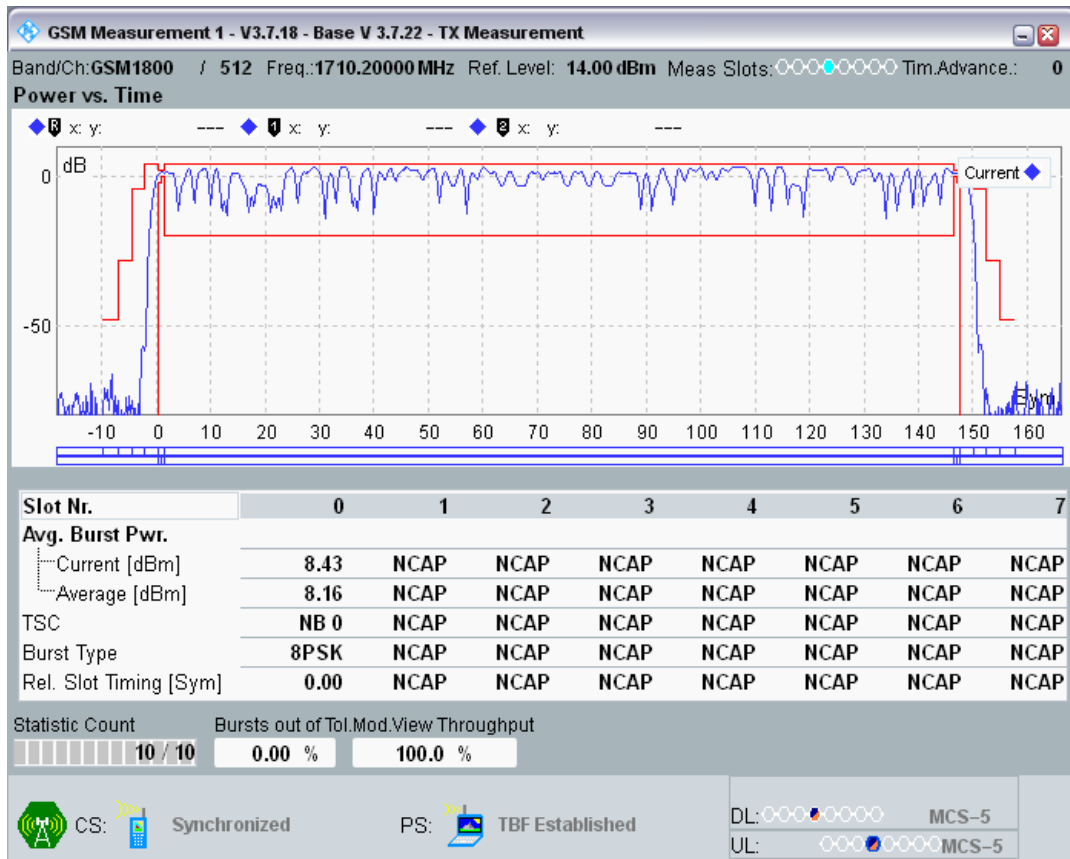 GSM Measurement 1 - V3.7.18 - Base V 3.7.22 - TX Measurement
Band/Ch:GSM1800 / 512 Freq.:1710.20000 MHz Ref. Level: 14.00 dBm Meas Slots: Tim.Advance.: 0
Power vs. Time
R x: y: --- 1 x: y: --- 2 x: y: ---
dB
Current
0
-50
Sym
-10 0 10 20 30 40 50 60 70 80 90 100 110 120 130 140 150 160
Slot Nr. 0 1 2 3 4 5 6 7
Avg. Burst Pwr.
Current [dBm] 8.43 NCAP NCAP NCAP NCAP NCAP NCAP NCAP
Average [dBm] 8.16 NCAP NCAP NCAP NCAP NCAP NCAP NCAP
TSC NB 0 NCAP NCAP NCAP NCAP NCAP NCAP NCAP
Burst Type 8PSK NCAP NCAP NCAP NCAP NCAP NCAP NCAP
Rel. Slot Timing [Sym] 0.00 NCAP NCAP NCAP NCAP NCAP NCAP NCAP
Statistic Count Bursts out of Tol.Mod.View Throughput
10 / 10 0.00 % 100.0 %
CS: Synchronized PS: TBF Established
DL: MCS-5
UL: MCS-5